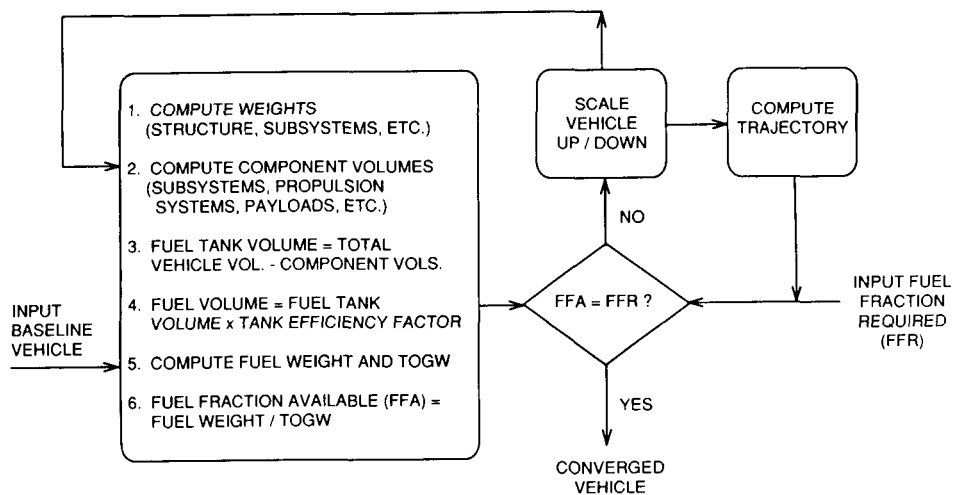 1. COMPUTE WEIGHTS
(STRUCTURE, SUBSYSTEMS, ETC.)
2. COMPUTE COMPONENT VOLUMES
(SUBSYSTEMS, PROPULSION
SYSTEMS, PAYLOADS, ETC.)
3. FUEL TANK VOLUME = TOTAL
VEHICLE VOL. - COMPONENT VOLS.
4. FUEL VOLUME = FUEL TANK
VOLUME x TANK EFFICIENCY FACTOR
5. COMPUTE FUEL WEIGHT AND TOGW
6. FUEL FRACTION AVAILABLE (FFA) =
FUEL WEIGHT / TOGW
INPUT
BASELINE
VEHICLE
SCALE
VEHICLE
UP / DOWN
COMPUTE
TRAJECTORY
NO
FFA = FFR ?
INPUT FUEL
FRACTION
REQUIRED
(FFR)
YES
CONVERGED
VEHICLE